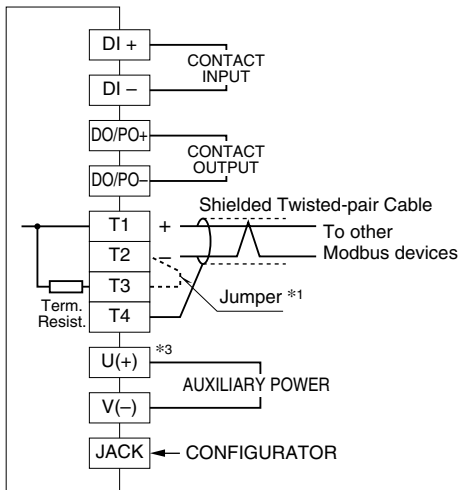 DI +
CONTACT
INPUT
DI −
DO/PO+
CONTACT
OUTPUT
DO/PO−
Shielded Twisted-pair Cable
T1 +
To other
Modbus devices
T2 −
T3
Jumper *1
Term.
Resist.
T4
U(+) *3
AUXILIARY POWER
V(−)
JACK CONFIGURATOR